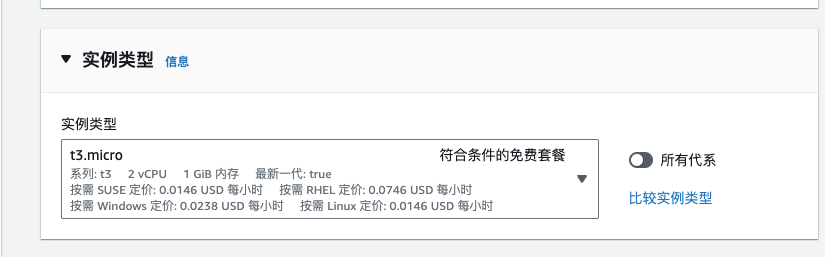 实例类型 信息
实例类型
t3.micro 符合条件的免费套餐
系列: t3 2 vCPU 1 GiB 内存 最新一代: true
按需 SUSE 定价: 0.0146 USD 每小时 按需 RHEL 定价: 0.0746 USD 每小时
按需 Windows 定价: 0.0238 USD 每小时 按需 Linux 定价: 0.0146 USD 每小时
所有代系
比较实例类型